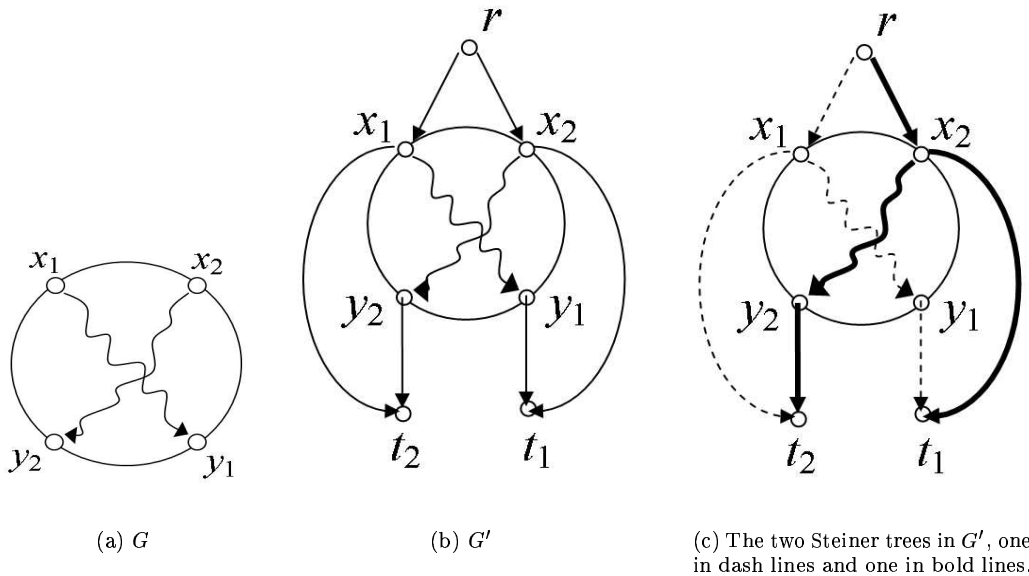 x₁ x₂
y₂ y₁
(a) G
r
x₁ x₂
y₂ y₁
t₂ t₁
(b) G′
r
x₁ x₂
y₂ y₁
t₂ t₁
(c) The two Steiner trees in G′, one
in dash lines and one in bold lines.